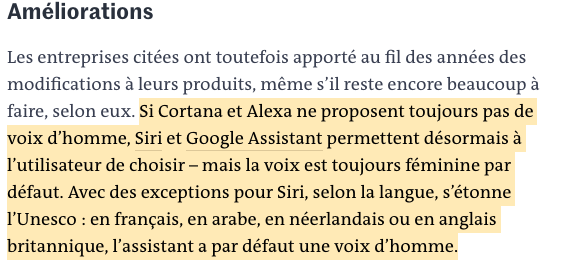 Améliorations
Les entreprises citées ont toutefois apporté au fil des années des
modifications à leurs produits, même s’il reste encore beaucoup à
faire, selon eux. Si Cortana et Alexa ne proposent toujours pas de
voix d’homme, Siri et Google Assistant permettent désormais à
l’utilisateur de choisir – mais la voix est toujours féminine par
défaut. Avec des exceptions pour Siri, selon la langue, s’étonne
l’Unesco : en français, en arabe, en néerlandais ou en anglais
britannique, l’assistant a par défaut une voix d’homme.